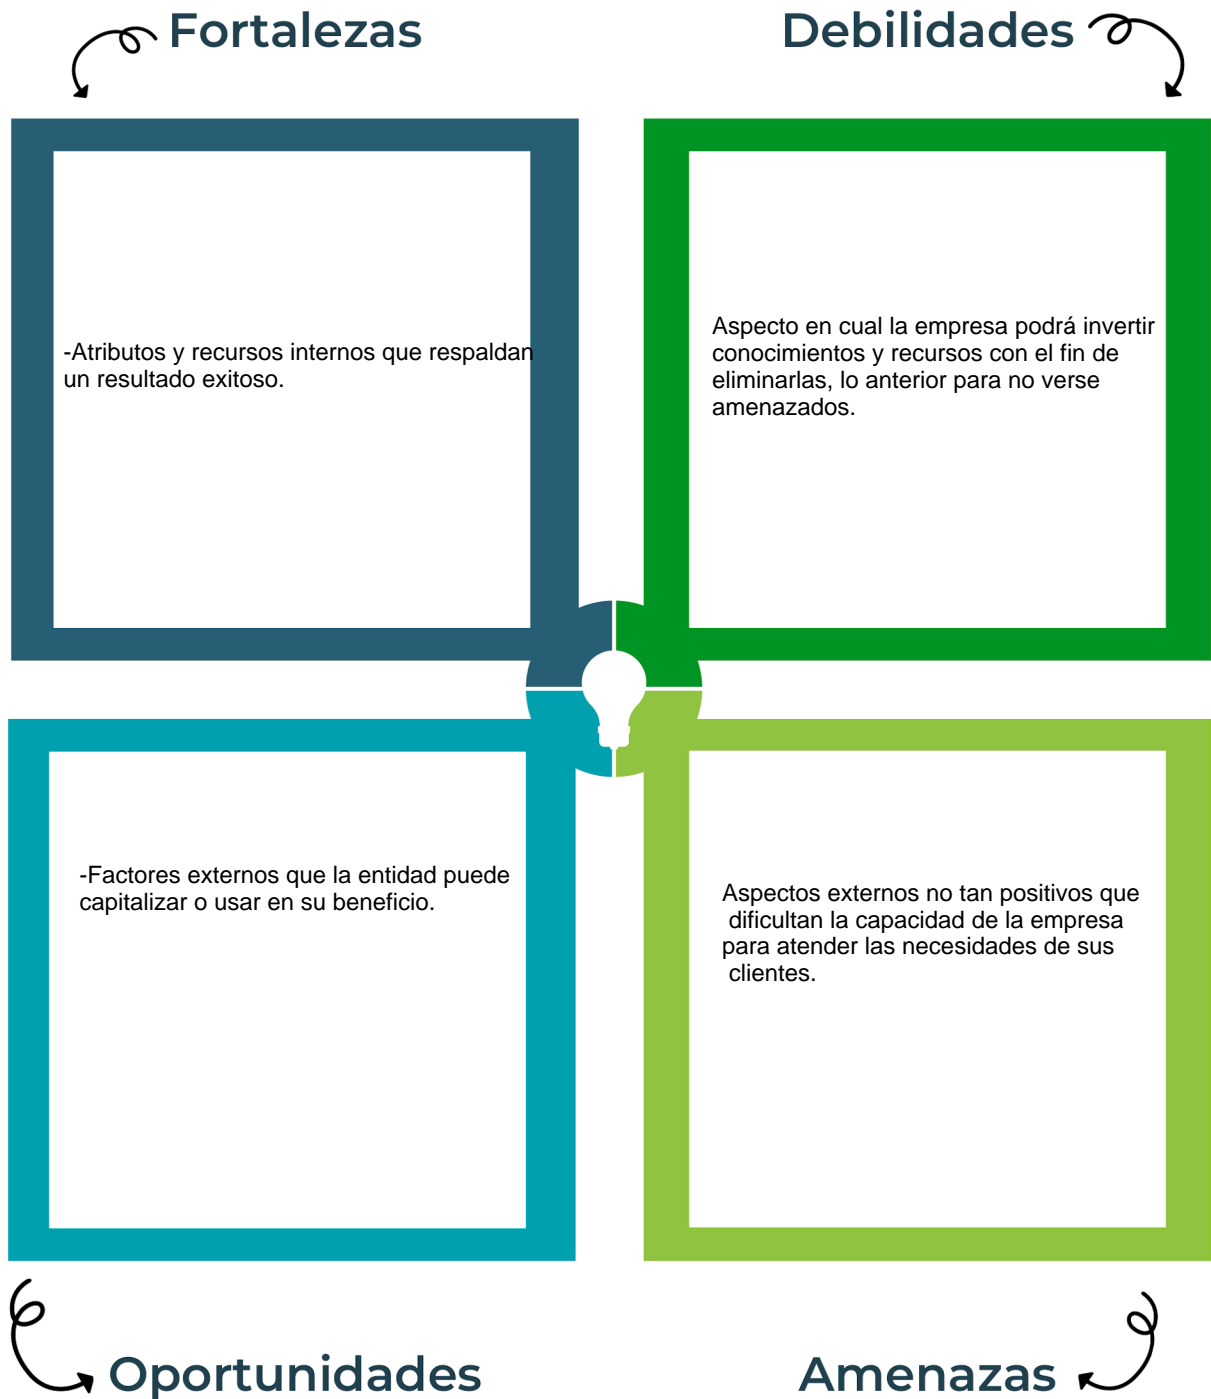 Fortalezas
Debilidades
-Atributos y recursos internos que respaldan
un resultado exitoso.
Aspecto en cual la empresa podrá invertir
conocimientos y recursos con el fin de
eliminarlas, lo anterior para no verse
amenazados.
-Factores externos que la entidad puede
capitalizar o usar en su beneficio.
Aspectos externos no tan positivos que
dificultan la capacidad de la empresa
para atender las necesidades de sus
clientes.
Oportunidades
Amenazas